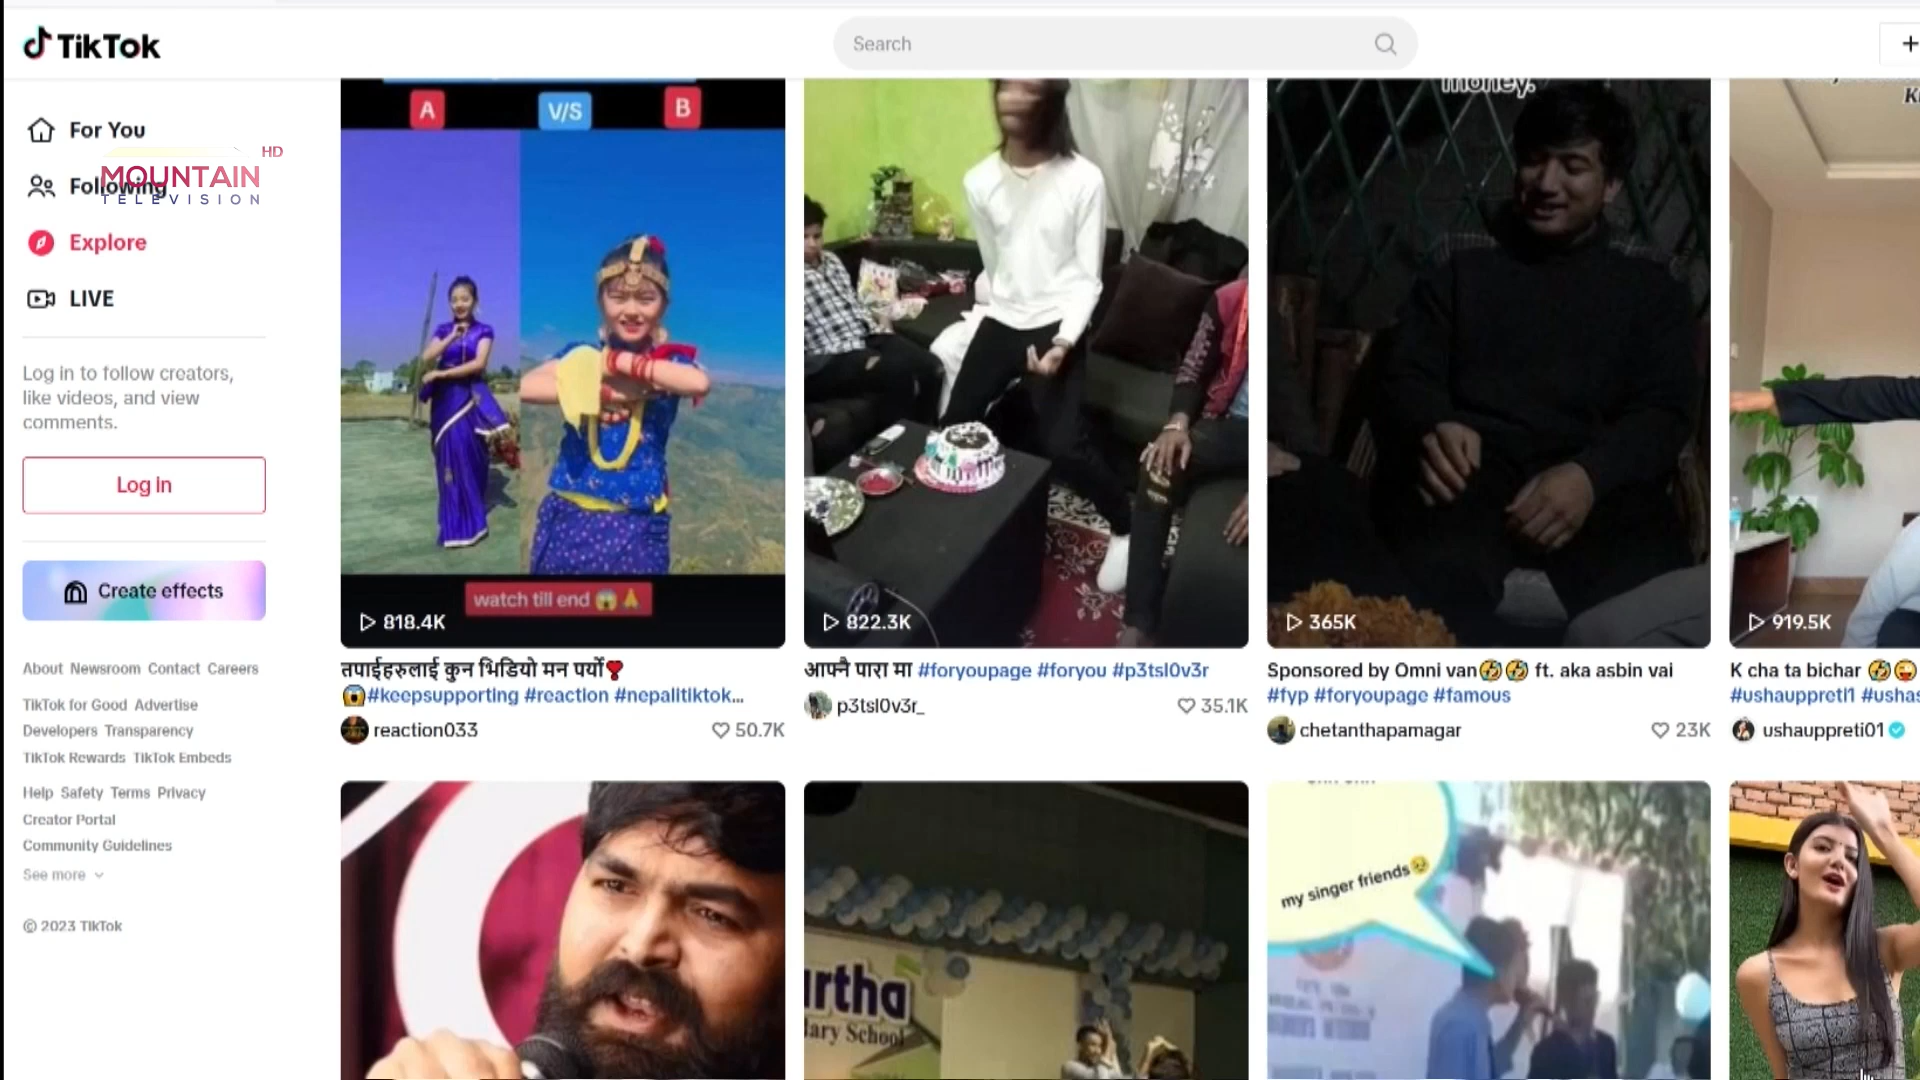 TikTok
Search
For You
HD
MOUNTAIN
TELEVISION
Following
Explore
LIVE
Log in to follow creators,
like videos, and view
comments.
Log in
Create effects
About Newsroom Contact Careers
TikTok for Good Advertise
Developers Transparency
TikTok Rewards TikTok Embeds
Help Safety Terms Privacy
Creator Portal
Community Guidelines
See more
© 2023 TikTok
A V/S B
watch till end 😱🙏
818.4K
तपाईहरुलाई कुन भिडियो मन पर्यो❣️
😱#keepsupporting #reaction #nepalitiktok...
reaction033 50.7K
822.3K
आफ्नै पारा मा #foryoupage #foryou #p3tsl0v3r
p3tsl0v3r_ 35.1K
money.
365K
Sponsored by Omni van🤣🤣 ft. aka asbin vai
#fyp #foryoupage #famous
chetanthapamagar 23K
919.5K
K cha ta bichar 🤣😜
#ushauppreti1 #ushas
ushauppreti01
artha
dary School
my singer friends🥹